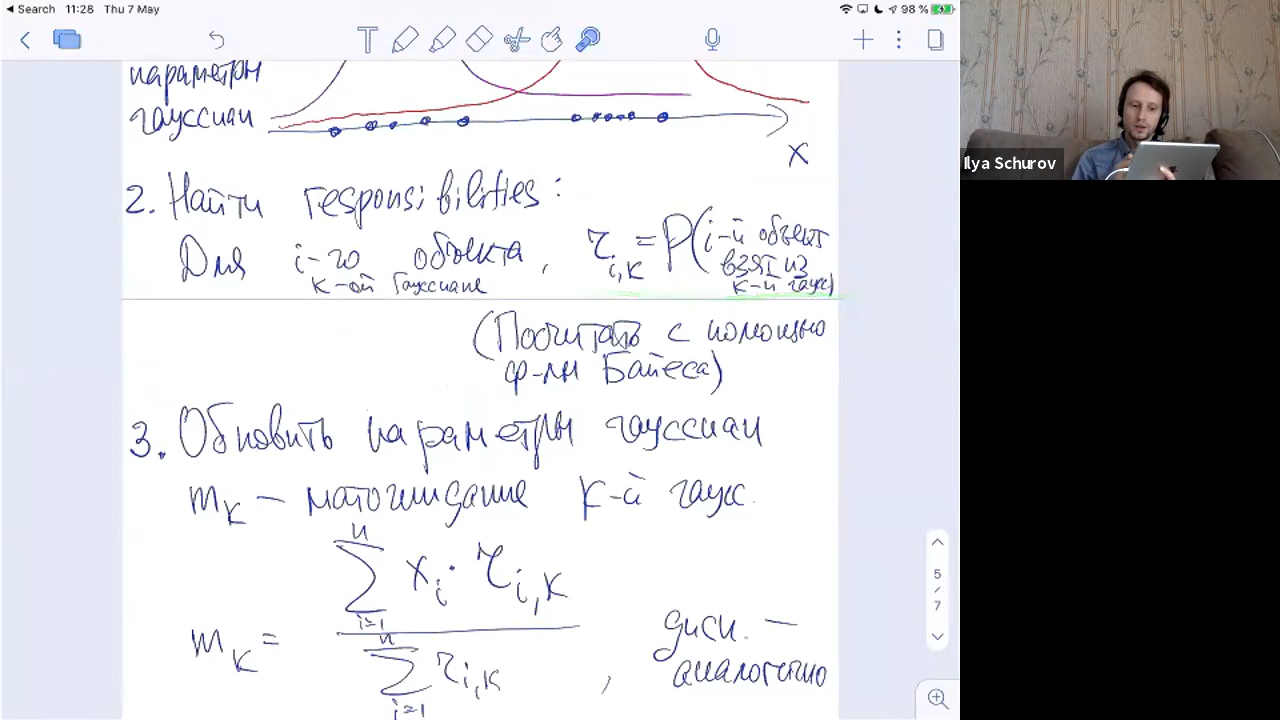 Search 11:28 Thu 7 May 98 %
параметры
гауссиан
x
2. Найти responsibilities:
Для i-го объекта, r_{i,k} = P(i-й объект
к-ой Гауссиане взят из
к-й гаусс)
(Посчитать с помощью
ф-лы Байеса)
3. Обновить параметры гауссиан
m_k — матожидание k-й гаусс.
n
∑ x_i · r_{i,k}
i=1
m_k =
n
∑ r_{i,k}
i=1
, дисп. —
аналогично
5
/
7
Ilya Schurov